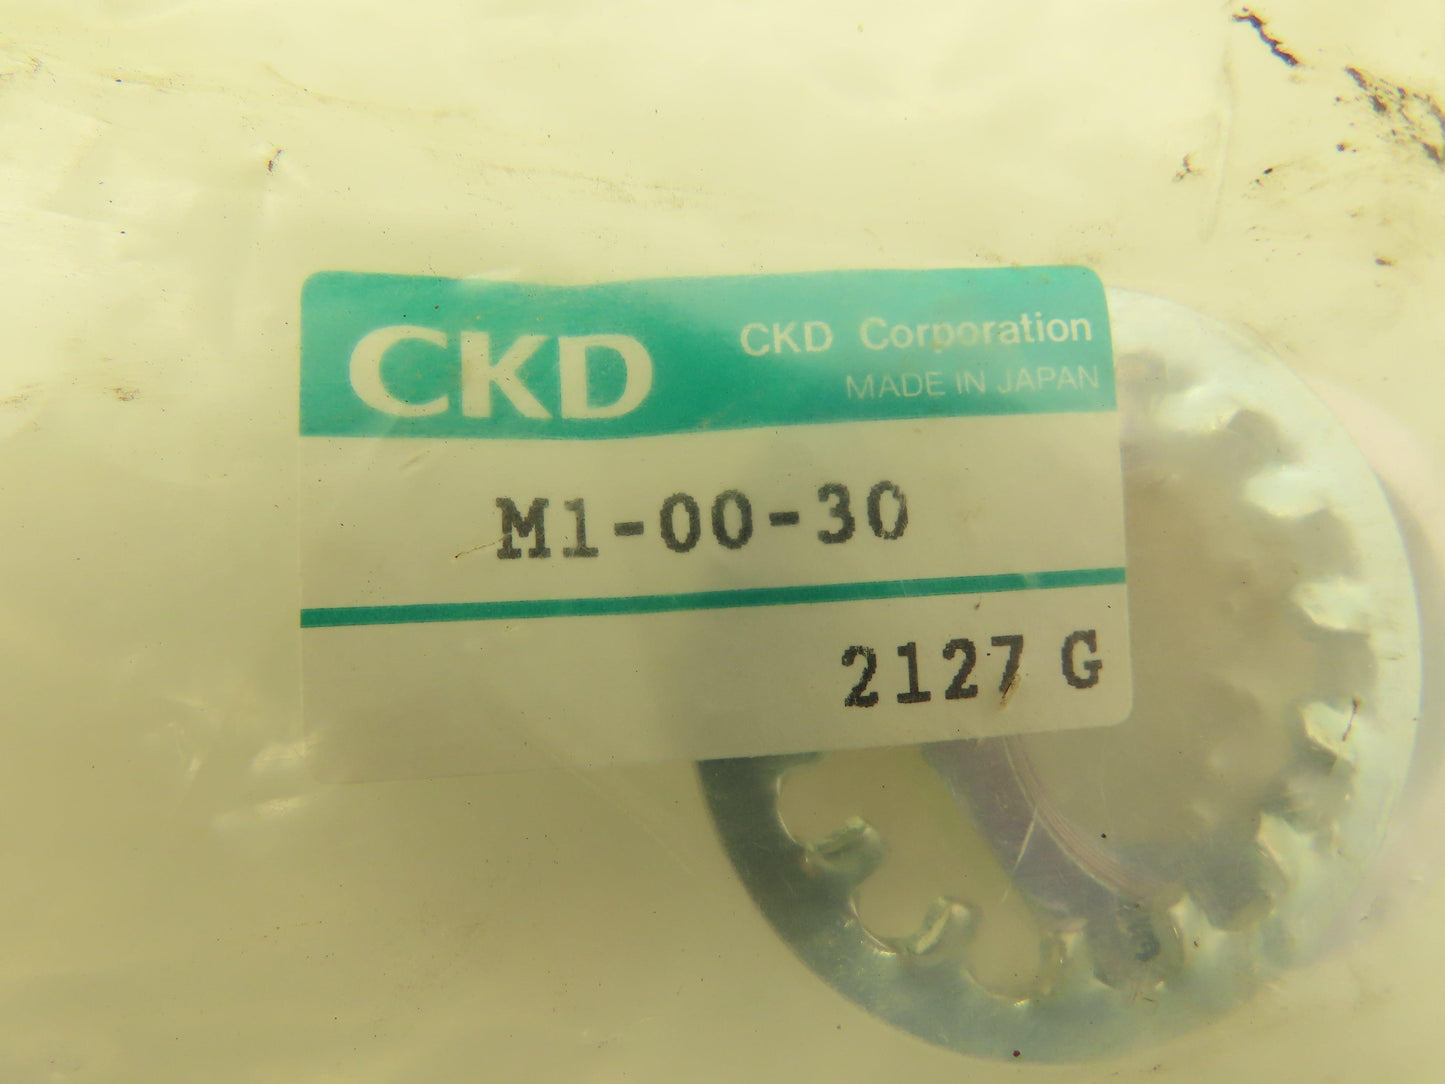 CKD
CKD Corporation
MADE IN JAPAN
M1-00-30
2127 G